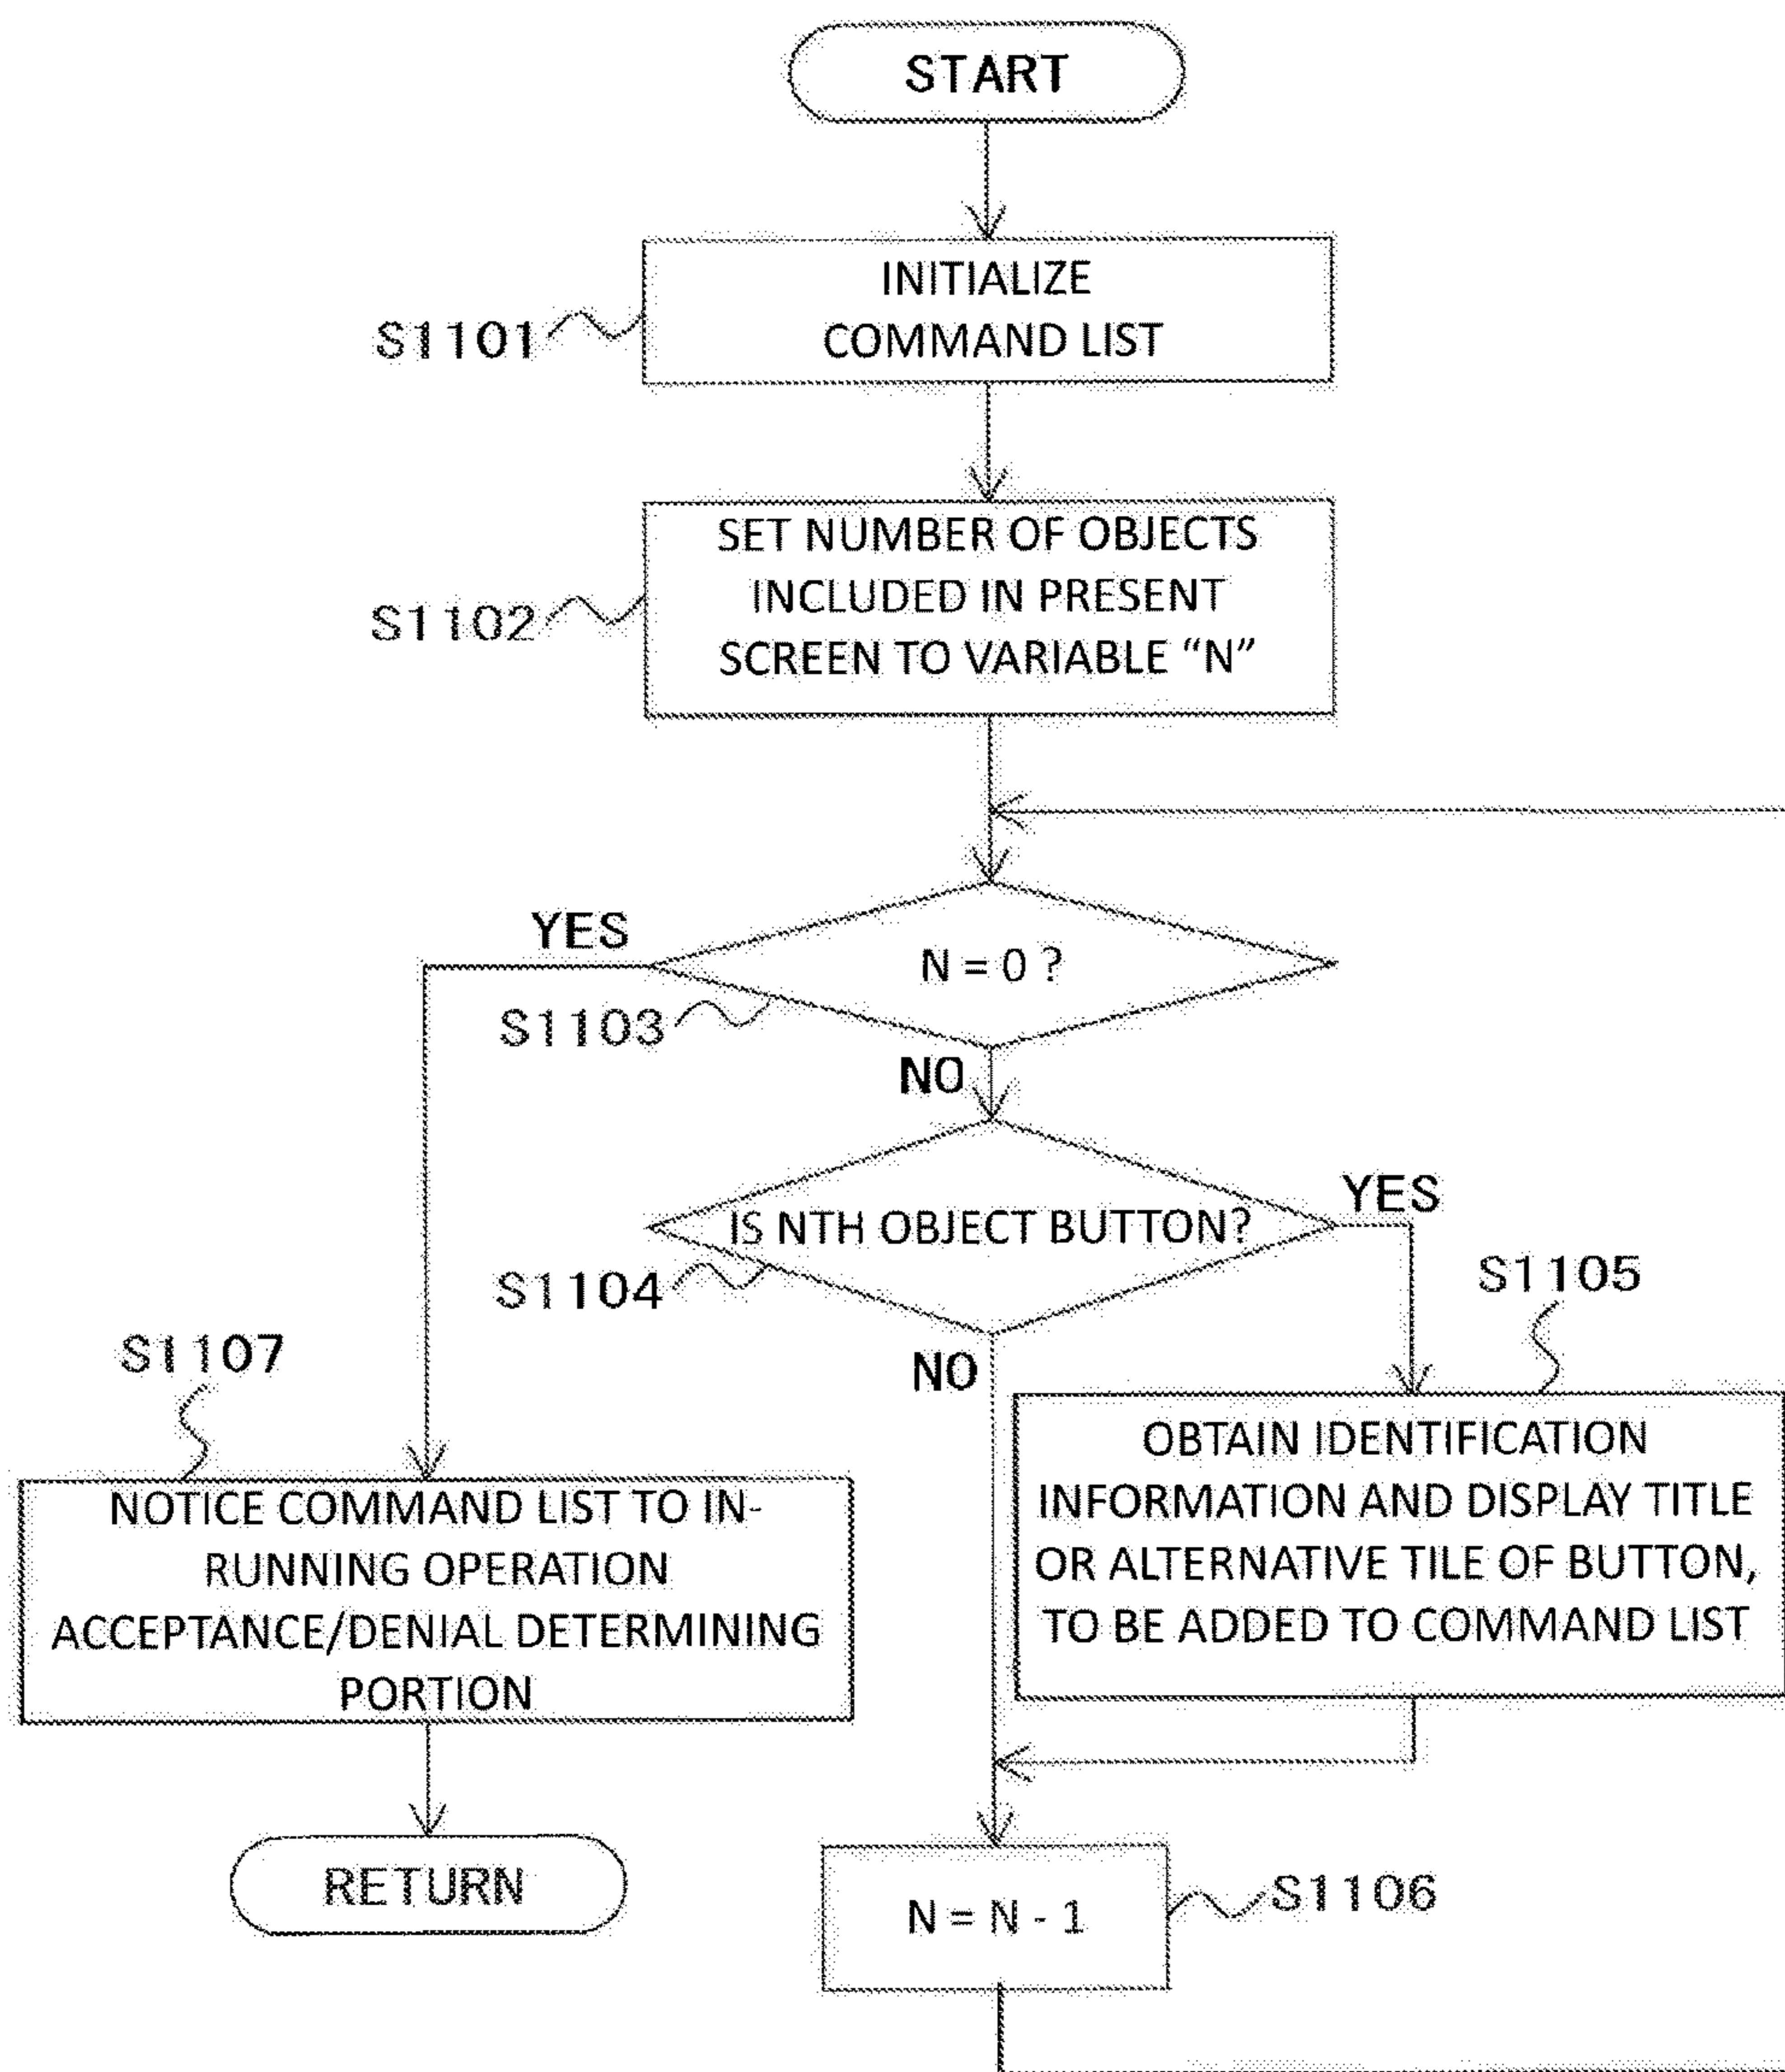 START
INITIALIZE
COMMAND LIST
S1101
SET NUMBER OF OBJECTS
INCLUDED IN PRESENT
SCREEN TO VARIABLE “N”
S1102
YES
N = 0 ?
S1103
NO
IS NTH OBJECT BUTTON?
YES
S1104
NO
S1105
OBTAIN IDENTIFICATION
INFORMATION AND DISPLAY TITLE
OR ALTERNATIVE TILE OF BUTTON,
TO BE ADDED TO COMMAND LIST
S1107
NOTICE COMMAND LIST TO IN-
RUNNING OPERATION
ACCEPTANCE/DENIAL DETERMINING
PORTION
RETURN
N = N - 1
S1106